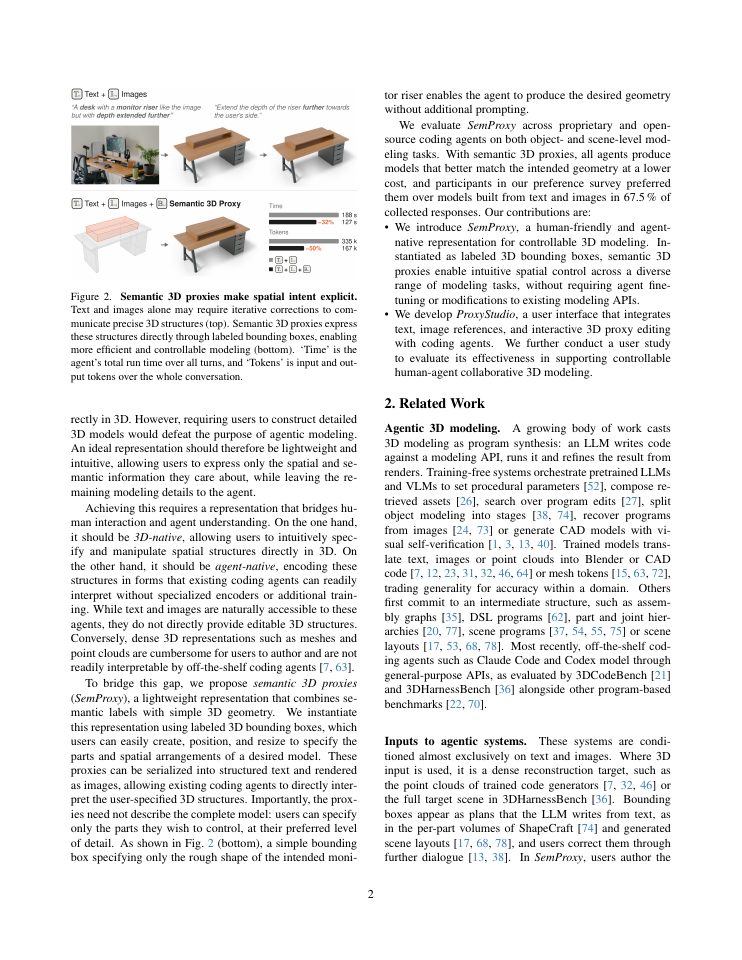 Text + Images
"A desk with a monitor riser like the image
but with depth extended further"
"Extend the depth of the riser further towards
the user's side."
Text + Images + Semantic 3D Proxy
Time
188 s
−32% 127 s
Tokens
335 k
−50% 167 k
Figure 2. Semantic 3D proxies make spatial intent explicit.
Text and images alone may require iterative corrections to com-
municate precise 3D structures (top). Semantic 3D proxies express
these structures directly through labeled bounding boxes, enabling
more efficient and controllable modeling (bottom). ‘Time’ is the
agent’s total run time over all turns, and ‘Tokens’ is input and out-
put tokens over the whole conversation.
rectly in 3D. However, requiring users to construct detailed
3D models would defeat the purpose of agentic modeling.
An ideal representation should therefore be lightweight and
intuitive, allowing users to express only the spatial and se-
mantic information they care about, while leaving the re-
maining modeling details to the agent.
Achieving this requires a representation that bridges hu-
man interaction and agent understanding. On the one hand,
it should be 3D-native, allowing users to intuitively spec-
ify and manipulate spatial structures directly in 3D. On
the other hand, it should be agent-native, encoding these
structures in forms that existing coding agents can readily
interpret without specialized encoders or additional train-
ing. While text and images are naturally accessible to these
agents, they do not directly provide editable 3D structures.
Conversely, dense 3D representations such as meshes and
point clouds are cumbersome for users to author and are not
readily interpretable by off-the-shelf coding agents [7, 63].
To bridge this gap, we propose semantic 3D proxies
(SemProxy), a lightweight representation that combines se-
mantic labels with simple 3D geometry. We instantiate
this representation using labeled 3D bounding boxes, which
users can easily create, position, and resize to specify the
parts and spatial arrangements of a desired model. These
proxies can be serialized into structured text and rendered
as images, allowing existing coding agents to directly inter-
pret the user-specified 3D structures. Importantly, the prox-
ies need not describe the complete model: users can specify
only the parts they wish to control, at their preferred level
of detail. As shown in Fig. 2 (bottom), a simple bounding
box specifying only the rough shape of the intended moni-
tor riser enables the agent to produce the desired geometry
without additional prompting.
We evaluate SemProxy across proprietary and open-
source coding agents on both object- and scene-level mod-
eling tasks. With semantic 3D proxies, all agents produce
models that better match the intended geometry at a lower
cost, and participants in our preference survey preferred
them over models built from text and images in 67.5 % of
collected responses. Our contributions are:
• We introduce SemProxy, a human-friendly and agent-
native representation for controllable 3D modeling. In-
stantiated as labeled 3D bounding boxes, semantic 3D
proxies enable intuitive spatial control across a diverse
range of modeling tasks, without requiring agent fine-
tuning or modifications to existing modeling APIs.
• We develop ProxyStudio, a user interface that integrates
text, image references, and interactive 3D proxy editing
with coding agents. We further conduct a user study
to evaluate its effectiveness in supporting controllable
human-agent collaborative 3D modeling.
2. Related Work
Agentic 3D modeling. A growing body of work casts
3D modeling as program synthesis: an LLM writes code
against a modeling API, runs it and refines the result from
renders. Training-free systems orchestrate pretrained LLMs
and VLMs to set procedural parameters [52], compose re-
trieved assets [26], search over program edits [27], split
object modeling into stages [38, 74], recover programs
from images [24, 73] or generate CAD models with vi-
sual self-verification [1, 3, 13, 40]. Trained models trans-
late text, images or point clouds into Blender or CAD
code [7, 12, 23, 31, 32, 46, 64] or mesh tokens [15, 63, 72],
trading generality for accuracy within a domain. Others
first commit to an intermediate structure, such as assem-
bly graphs [35], DSL programs [62], part and joint hier-
archies [20, 77], scene programs [37, 54, 55, 75] or scene
layouts [17, 53, 68, 78]. Most recently, off-the-shelf cod-
ing agents such as Claude Code and Codex model through
general-purpose APIs, as evaluated by 3DCodeBench [21]
and 3DHarnessBench [36] alongside other program-based
benchmarks [22, 70].
Inputs to agentic systems. These systems are condi-
tioned almost exclusively on text and images. Where 3D
input is used, it is a dense reconstruction target, such as
the point clouds of trained code generators [7, 32, 46] or
the full target scene in 3DHarnessBench [36]. Bounding
boxes appear as plans that the LLM writes from text, as
in the per-part volumes of ShapeCraft [74] and generated
scene layouts [17, 68, 78], and users correct them through
further dialogue [13, 38]. In SemProxy, users author the
2